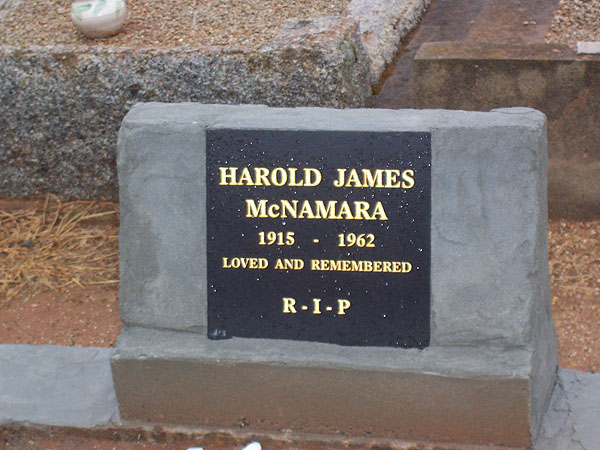 HAROLD JAMES
McNAMARA
1915 - 1962
LOVED AND REMEMBERED
R - I - P